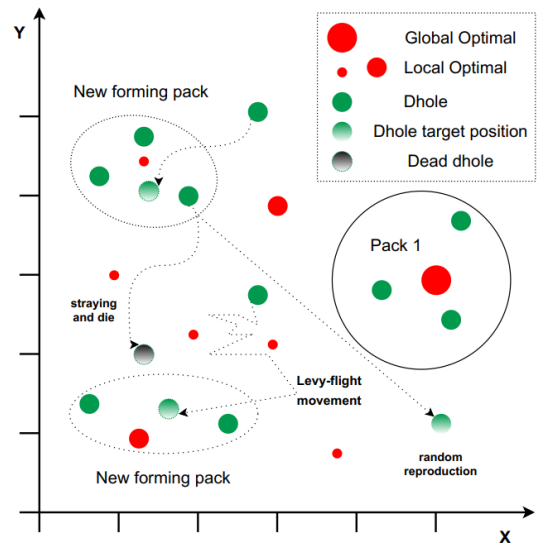 Y
Global Optimal
Local Optimal
Dhole
Dhole target position
Dead dhole
New forming pack
Pack 1
straying
and die
Levy-flight
movement
New forming pack
random
reproduction
X